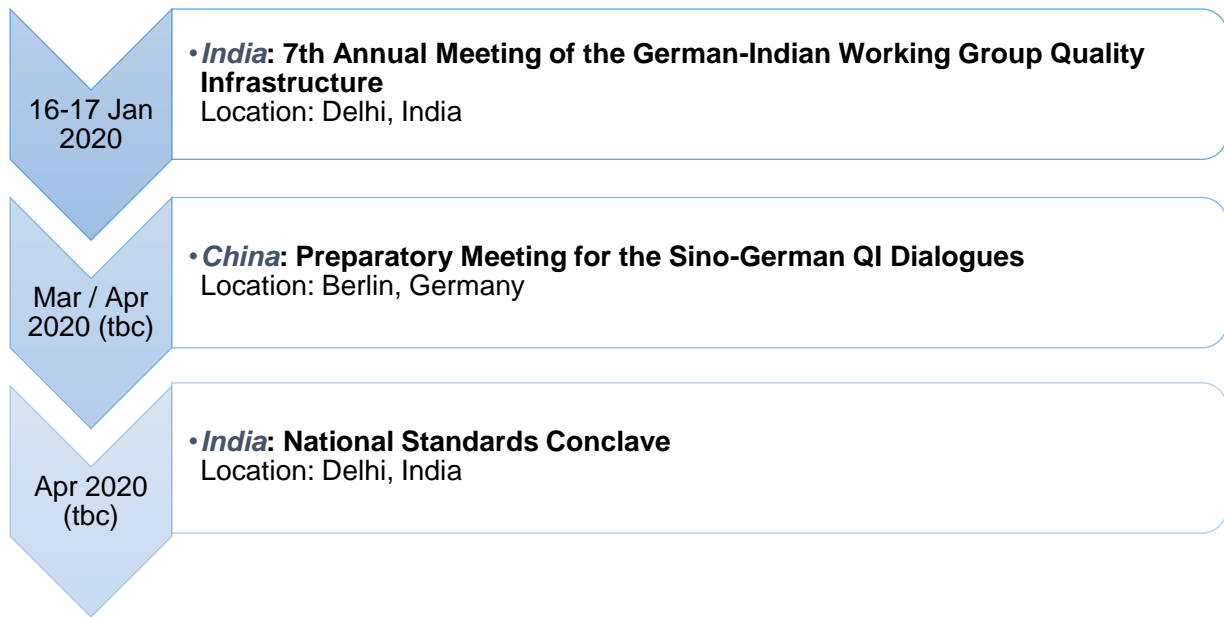 16-17 Jan
2020
•India: 7th Annual Meeting of the German-Indian Working Group Quality
Infrastructure
Location: Delhi, India
Mar / Apr
2020 (tbc)
•China: Preparatory Meeting for the Sino-German QI Dialogues
Location: Berlin, Germany
Apr 2020
(tbc)
•India: National Standards Conclave
Location: Delhi, India